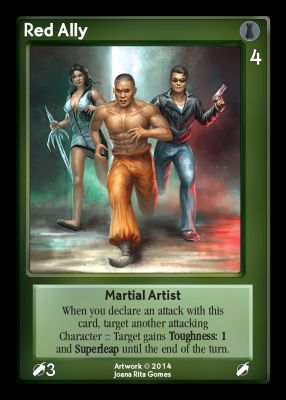 Red Ally
4
Martial Artist
When you declare an attack with this
card, target another attacking
Character :: Target gains Toughness: 1
and Superleap until the end of the turn.
3
Artwork © 2014
Joana Rita Gomes